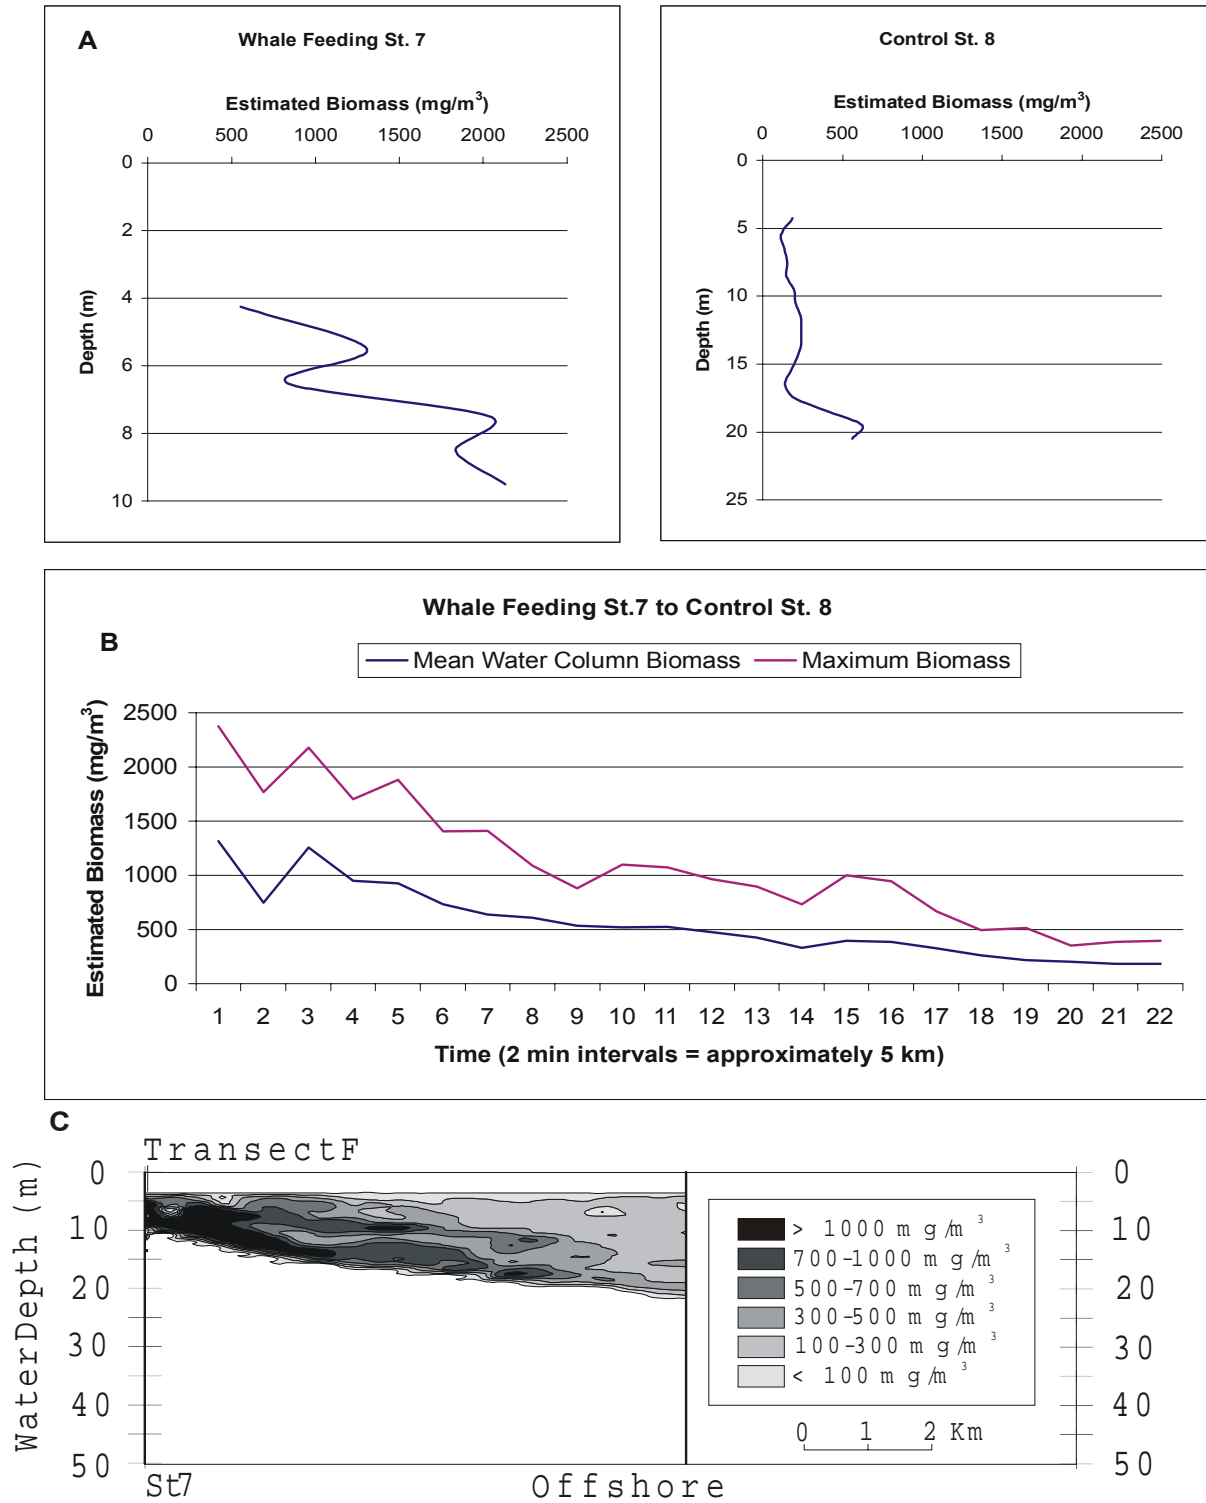 A
Whale Feeding St. 7
Estimated Biomass (mg/m³)
0 500 1000 1500 2000 2500
0
2
4
6
8
10
Depth (m)
Control St. 8
Estimated Biomass (mg/m³)
0 500 1000 1500 2000 2500
0
5
10
15
20
25
Depth (m)
Whale Feeding St.7 to Control St. 8
B
Mean Water Column Biomass Maximum Biomass
Estimated Biomass (mg/m³)
2500
2000
1500
1000
500
0
1 2 3 4 5 6 7 8 9 10 11 12 13 14 15 16 17 18 19 20 21 22
Time (2 min intervals = approximately 5 km)
C
TransectF
WaterDepth (m)
0
10
20
30
40
50
0
10
20
30
40
50
> 1000 mg/m³
700-1000 mg/m³
500-700 mg/m³
300-500 mg/m³
100-300 mg/m³
< 100 mg/m³
0 1 2 Km
St7 Offshore